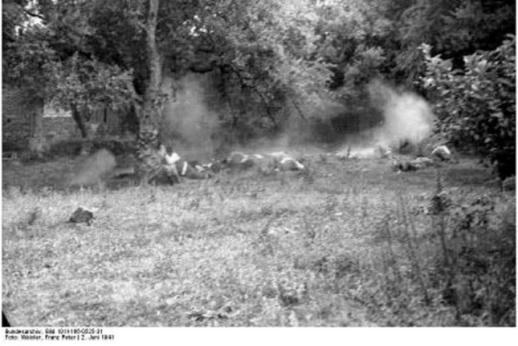 Bundesarchiv, Bild 101I-166-0525-31
Foto: Weixler, Franz Peter | 2. Juni 1941